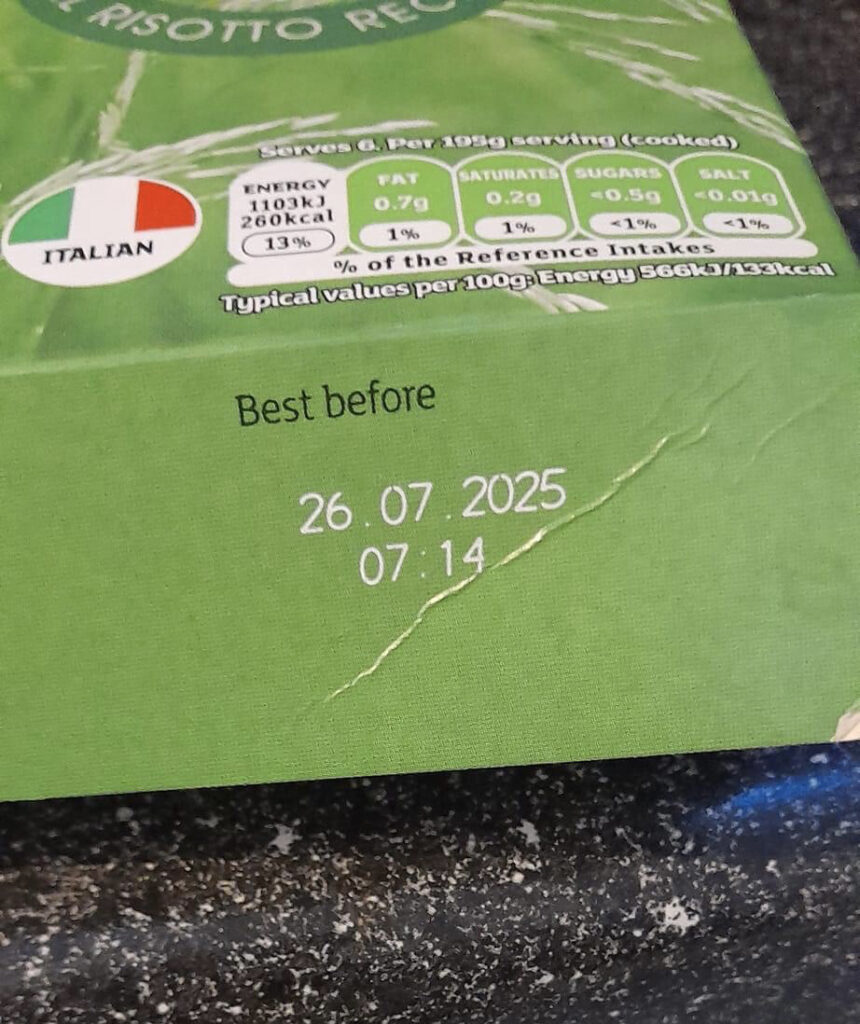 RISOTTO
Serves 6. Per 195g serving (cooked)
ENERGY
1103kJ
260kcal
13%
FAT
0.7g
1%
SATURATES
0.2g
1%
SUGARS
<0.5g
<1%
SALT
<0.01g
<1%
% of the Reference Intakes
Typical values per 100g: Energy 566kJ/133kcal
ITALIAN
Best before
26.07.2025
07:14